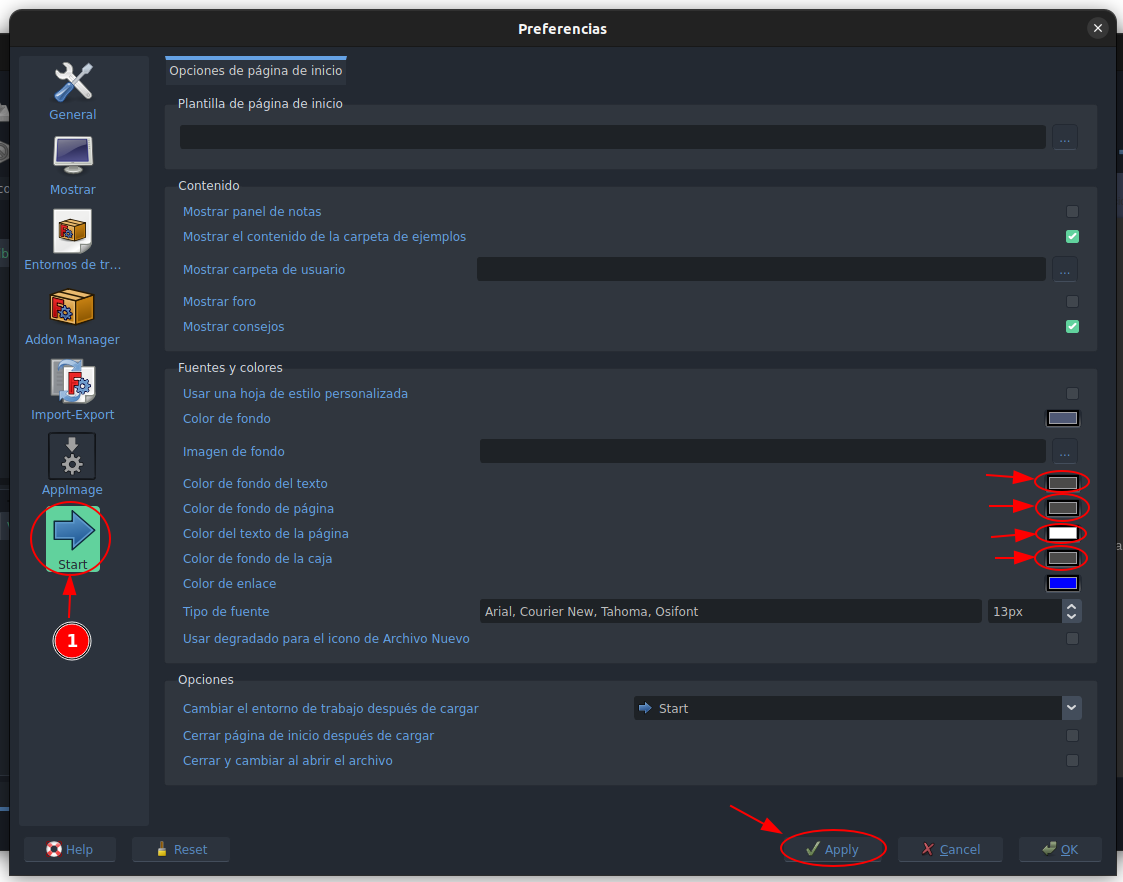 Preferencias
General
Mostrar
Entornos de tr...
Addon Manager
Import-Export
AppImage
Start
1
Opciones de página de inicio
Plantilla de página de inicio
...
Contenido
Mostrar panel de notas
Mostrar el contenido de la carpeta de ejemplos
Mostrar carpeta de usuario ...
Mostrar foro
Mostrar consejos
Fuentes y colores
Usar una hoja de estilo personalizada
Color de fondo
Imagen de fondo ...
Color de fondo del texto
Color de fondo de página
Color del texto de la página
Color de fondo de la caja
Color de enlace
Tipo de fuente Arial, Courier New, Tahoma, Osifont 13px
Usar degradado para el icono de Archivo Nuevo
Opciones
Cambiar el entorno de trabajo después de cargar Start
Cerrar página de inicio después de cargar
Cerrar y cambiar al abrir el archivo
Help Reset Apply Cancel OK